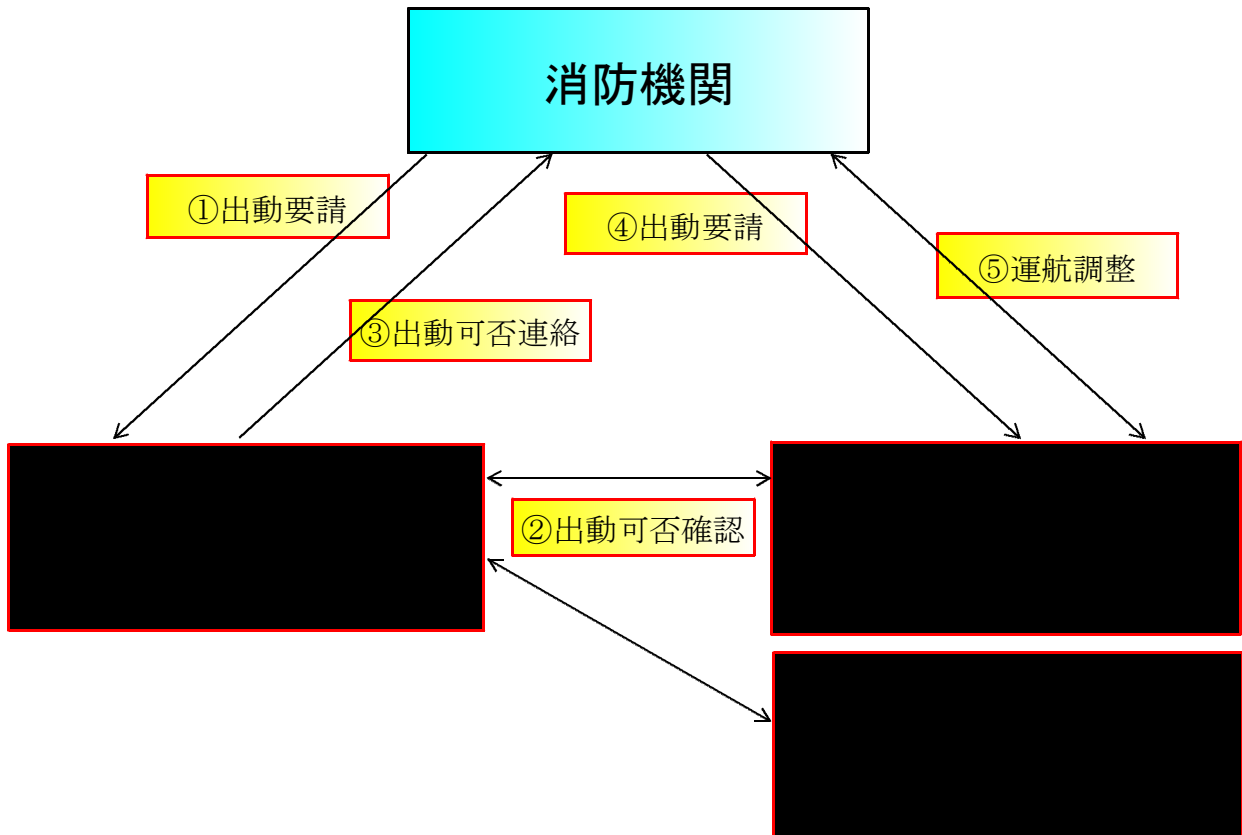 消防機関
①出動要請
④出動要請
⑤運航調整
③出動可否連絡
②出動可否確認